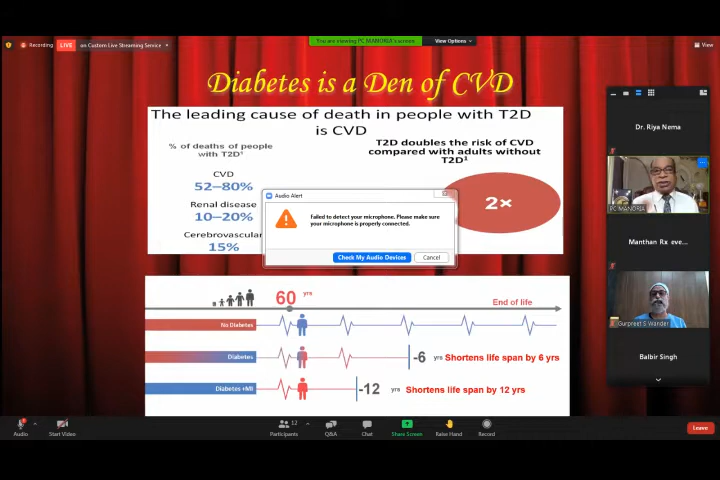 You are viewing PC MANORIA's screen
View Options
Recording
LIVE
on Custom Live Streaming Service
View
Diabetes is a Den of CVD
The leading cause of death in people with T2D
is CVD
% of deaths of people
with T2D¹
CVD
52–80%
Renal disease
10–20%
Cerebrovascular
15%
T2D doubles the risk of CVD
compared with adults without
T2D¹
2×
Audio Alert
Failed to detect your microphone. Please make sure
your microphone is properly connected.
Check My Audio Devices
Cancel
60 yrs
End of life
No Diabetes
Diabetes
-6 yrs Shortens life span by 6 yrs
Diabetes +MI
-12 yrs Shortens life span by 12 yrs
Dr. Riya Nema
PC MANORIA
Manthan Rx eve...
Gurpreet S Wander
Balbir Singh
Audio
Start Video
12
Participants
Q&A
Chat
Share Screen
Raise Hand
Record
Leave